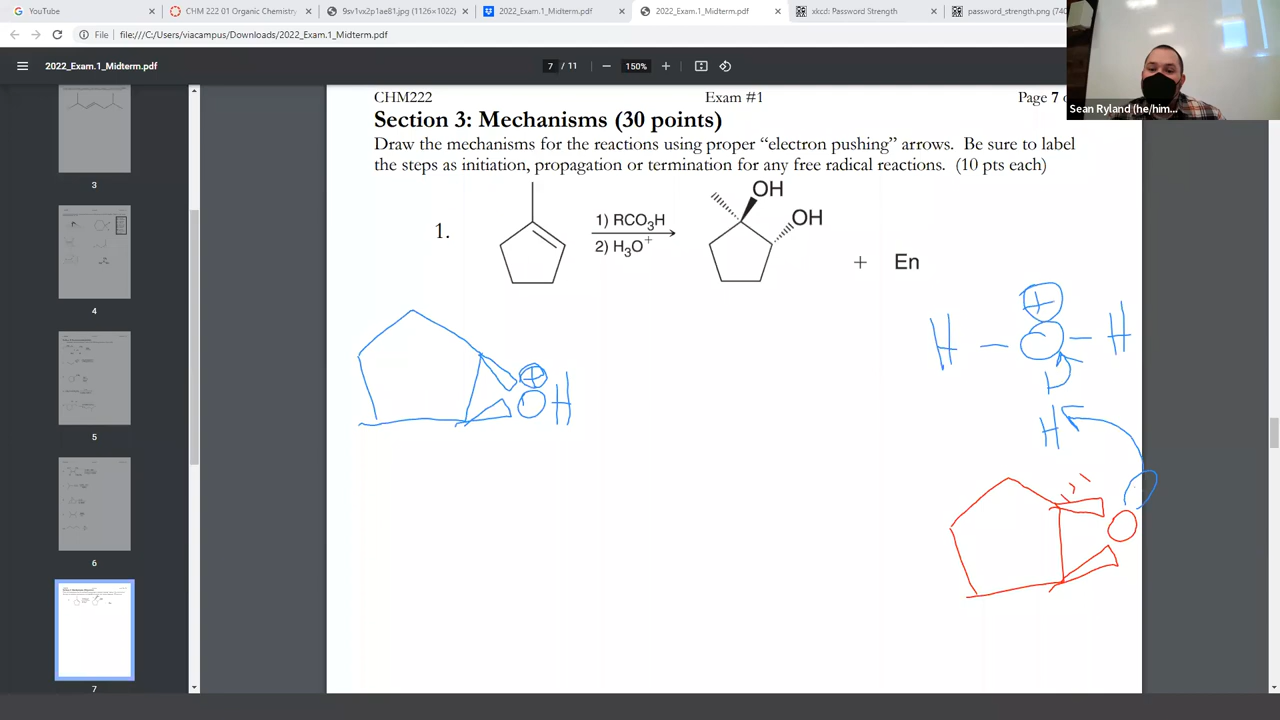 YouTube
CHM 222 01 Organic Chemistry
9sv1vx2p1ae81.jpg (1126×1022)
2022_Exam.1_Midterm.pdf
2022_Exam.1_Midterm.pdf
xkcd: Password Strength
password_strength.png (740
File
file:///C:/Users/viacampus/Downloads/2022_Exam.1_Midterm.pdf
2022_Exam.1_Midterm.pdf
7 / 11
150%
Sean Ryland (he/him...
3
4
5
6
7
CHM222
Exam #1
Page 7
Section 3: Mechanisms (30 points)
Draw the mechanisms for the reactions using proper “electron pushing” arrows. Be sure to label
the steps as initiation, propagation or termination for any free radical reactions. (10 pts each)
1.
1) RCO3H
2) H3O+
OH
OH
+ En
+
H - O - H
H
+
OH
O